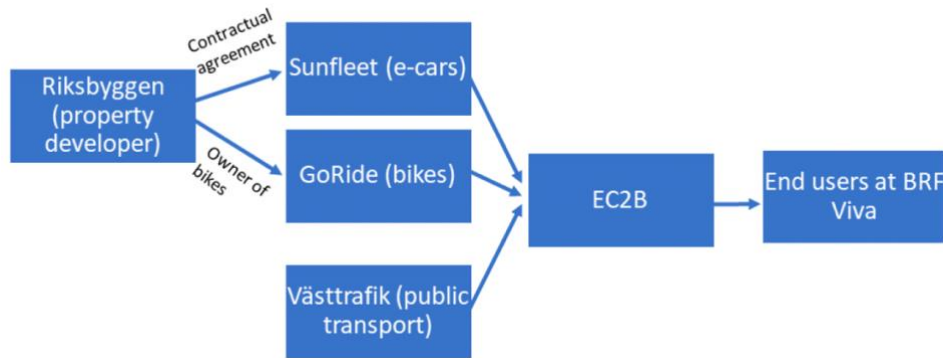 Contractual
agreement
Riksbyggen
(property
developer)
Owner of
bikes
Sunfleet (e-cars)
GoRide (bikes)
Västtrafik (public
transport)
EC2B
End users at BRF
Viva